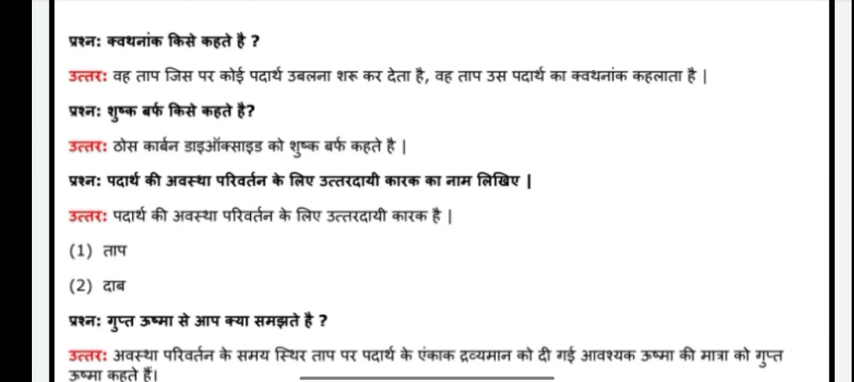 प्रश्न: क्वथनांक किसे कहते है ?
उत्तर: वह ताप जिस पर कोई पदार्थ उबलना शरू कर देता है, वह ताप उस पदार्थ का क्वथनांक कहलाता है |
प्रश्न: शुष्क बर्फ किसे कहते है?
उत्तर: ठोस कार्बन डाइऑक्साइड को शुष्क बर्फ कहते है |
प्रश्न: पदार्थ की अवस्था परिवर्तन के लिए उत्तरदायी कारक का नाम लिखिए |
उत्तर: पदार्थ की अवस्था परिवर्तन के लिए उत्तरदायी कारक है |
(1) ताप
(2) दाब
प्रश्न: गुप्त ऊष्मा से आप क्या समझते है ?
उत्तर: अवस्था परिवर्तन के समय स्थिर ताप पर पदार्थ के एंकाक द्रव्यमान को दी गई आवश्यक ऊष्मा की मात्रा को गुप्त
ऊष्मा कहते हैं।